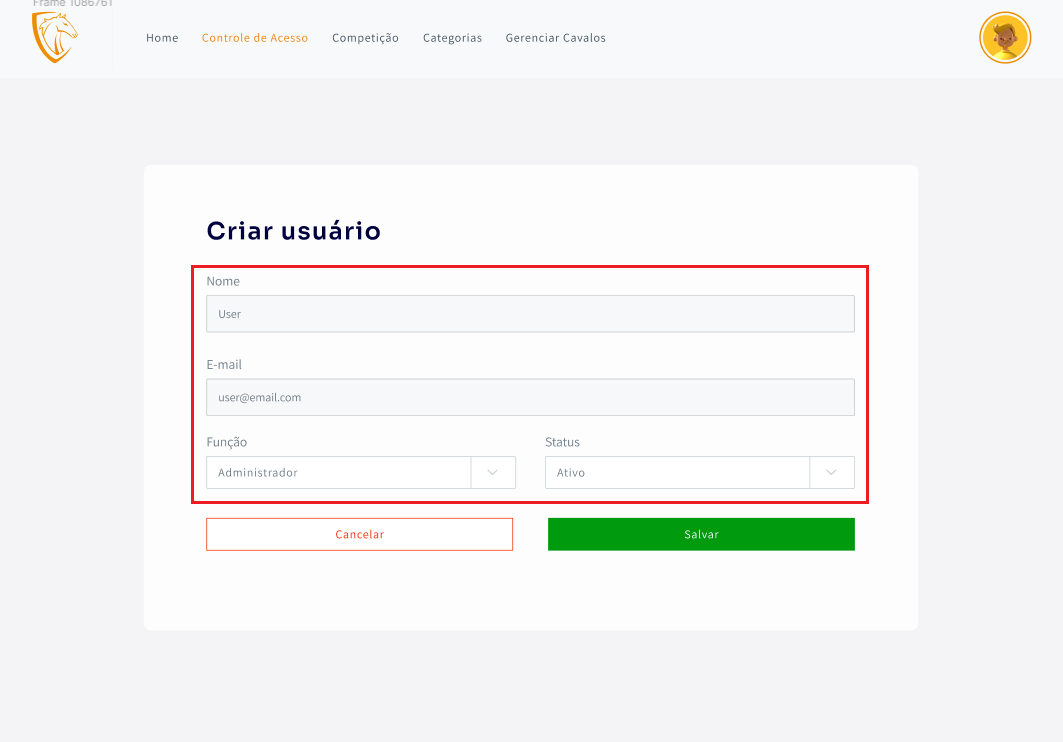 Frame 1086761
Home Controle de Acesso Competição Categorias Gerenciar Cavalos
Criar usuário
Nome
User
E-mail
user@email.com
Função Status
Administrador Ativo
Cancelar Salvar